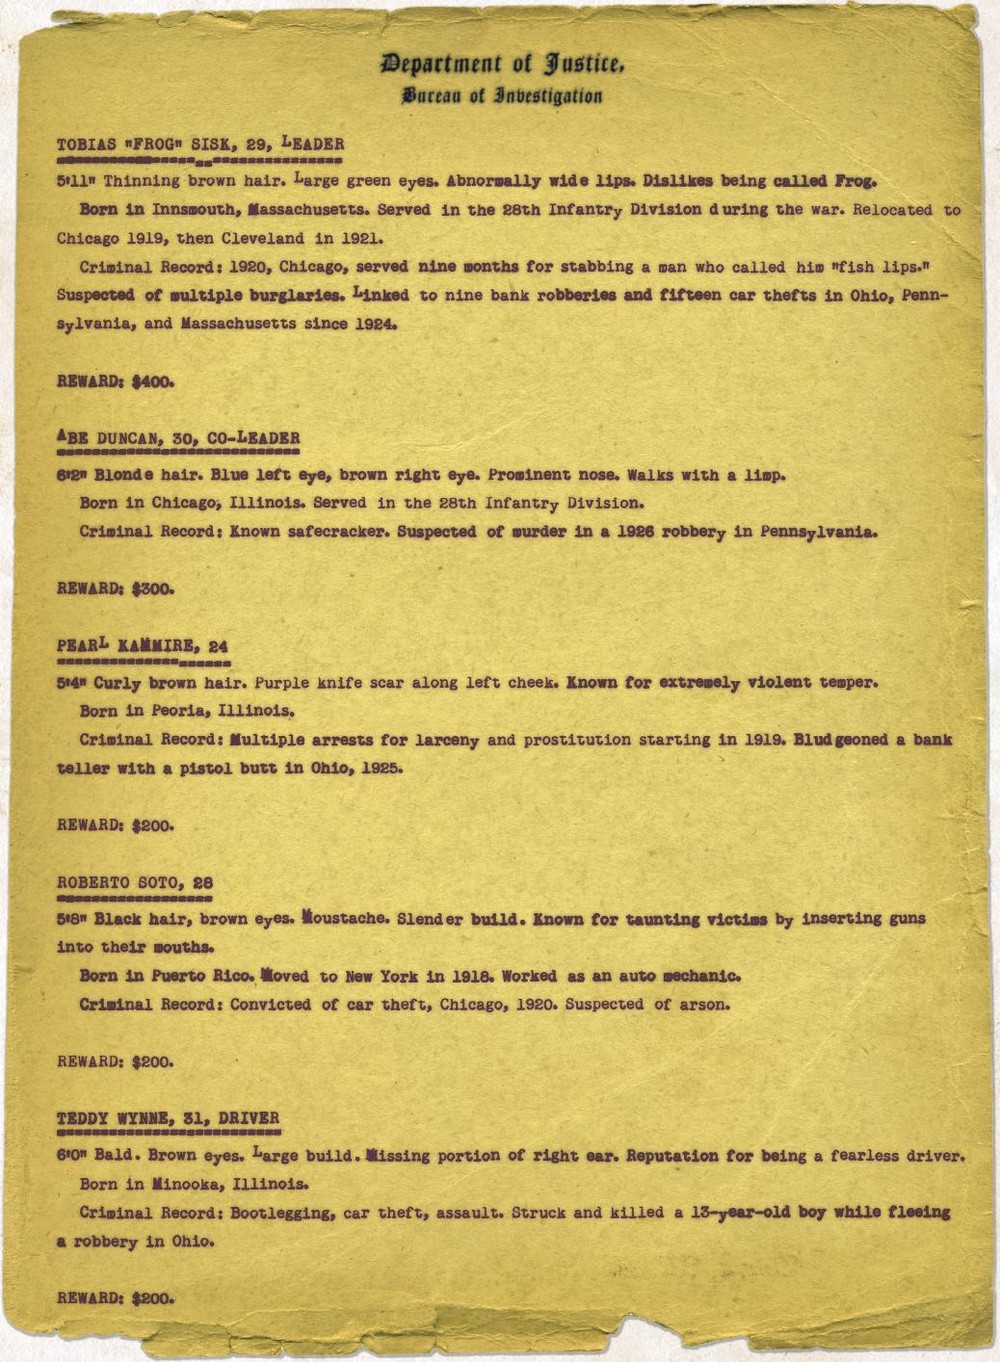 Department of Justice,
Bureau of Investigation
TOBIAS "FROG" SISK, 29, LEADER
5'11" Thinning brown hair. Large green eyes. Abnormally wide lips. Dislikes being called Frog.
Born in Innsmouth, Massachusetts. Served in the 28th Infantry Division during the war. Relocated to
Chicago 1919, then Cleveland in 1921.
Criminal Record: 1920, Chicago, served nine months for stabbing a man who called him "fish lips."
Suspected of multiple burglaries. Linked to nine bank robberies and fifteen car thefts in Ohio, Penn-
sylvania, and Massachusetts since 1924.
REWARD: $400.
ABE DUNCAN, 30, CO-LEADER
6'2" Blonde hair. Blue left eye, brown right eye. Prominent nose. Walks with a limp.
Born in Chicago, Illinois. Served in the 28th Infantry Division.
Criminal Record: Known safecracker. Suspected of murder in a 1926 robbery in Pennsylvania.
REWARD: $300.
PEARL KAMMIRE, 24
5'4" Curly brown hair. Purple knife scar along left cheek. Known for extremely violent temper.
Born in Peoria, Illinois.
Criminal Record: Multiple arrests for larceny and prostitution starting in 1919. Bludgeoned a bank
teller with a pistol butt in Ohio, 1925.
REWARD: $200.
ROBERTO SOTO, 28
5'8" Black hair, brown eyes. Moustache. Slender build. Known for taunting victims by inserting guns
into their mouths.
Born in Puerto Rico. Moved to New York in 1918. Worked as an auto mechanic.
Criminal Record: Convicted of car theft, Chicago, 1920. Suspected of arson.
REWARD: $200.
TEDDY WYNNE, 31, DRIVER
6'0" Bald. Brown eyes. Large build. Missing portion of right ear. Reputation for being a fearless driver.
Born in Minooka, Illinois.
Criminal Record: Bootlegging, car theft, assault. Struck and killed a 13-year-old boy while fleeing
a robbery in Ohio.
REWARD: $200.